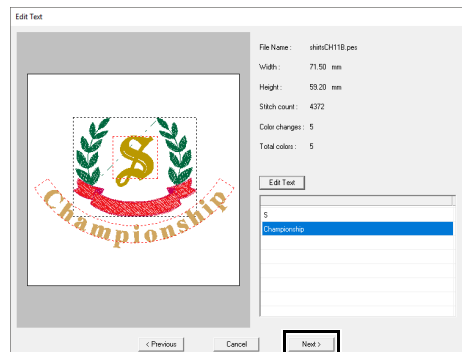 Edit Text
File Name : shirtsCH11B.pes
Width : 71.50 mm
Height : 59.20 mm
Stitch count : 4372
Color changes : 5
Total colors : 5
S
Championship
Edit Text
S
Championship
< Previous
Cancel
Next >